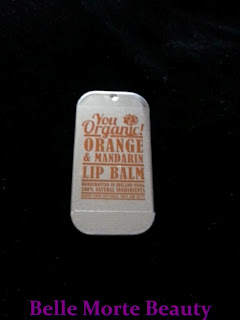 You
Organic!
ORANGE
& MANDARIN
LIP BALM
HANDCRAFTED IN IRELAND USING
100% NATURAL INGREDIENTS
Belle Morte Beauty